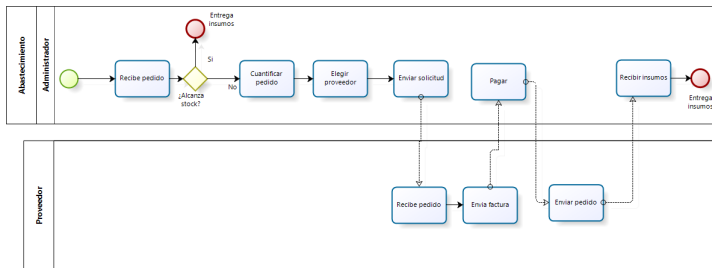 Abastecimiento
Administrador
Entrega
insumos
Recibe pedido
Si
¿Alcanza
stock?
No
Cuantificar
pedido
Elegir
proveedor
Enviar solicitud
Pagar
Recibir insumos
Entrega
insumos
Proveedor
Recibe pedido
Envia factura
Enviar pedido